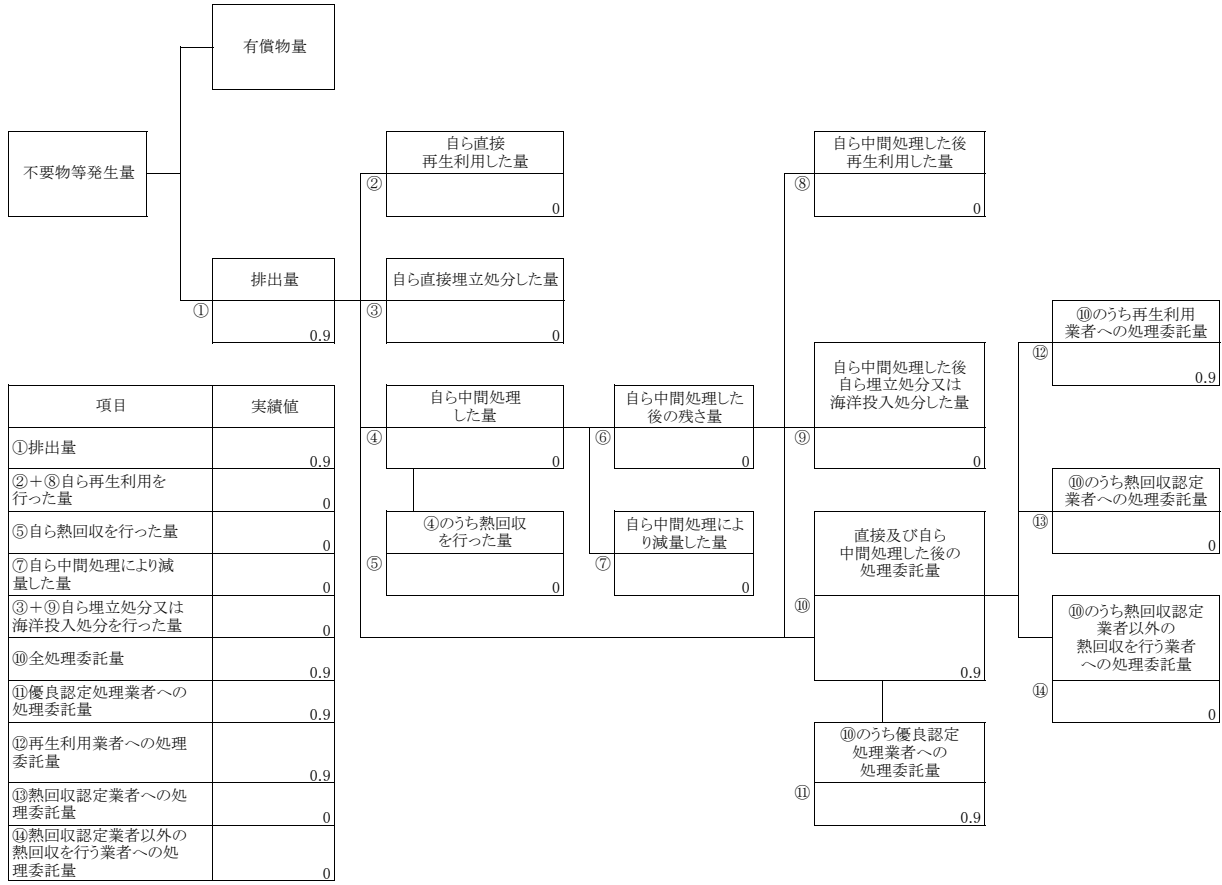 有償物量
不要物等発生量
自ら直接
再生利用した量
②
0
自ら中間処理した後
再生利用した量
⑧
0
排出量
①
0.9
自ら直接埋立処分した量
③
0
⑩のうち再生利用
業者への処理委託量
⑫
0.9
自ら中間処理
した量
④
0
自ら中間処理した
後の残さ量
⑥
0
自ら中間処理した後
自ら埋立処分又は
海洋投入処分した量
⑨
0
⑩のうち熱回収認定
業者への処理委託量
⑬
0
④のうち熱回収
を行った量
⑤
0
自ら中間処理によ
り減量した量
⑦
0
直接及び自ら
中間処理した後の
処理委託量
⑩
0.9
⑩のうち熱回収認定
業者以外の
熱回収を行う業者
への処理委託量
⑭
0
⑩のうち優良認定
処理業者への
処理委託量
⑪
0.9
項目 実績値
①排出量
0.9
②＋⑧自ら再生利用を
行った量
0
⑤自ら熱回収を行った量
0
⑦自ら中間処理により減
量した量
0
③＋⑨自ら埋立処分又は
海洋投入処分を行った量
0
⑩全処理委託量
0.9
⑪優良認定処理業者への
処理委託量
0.9
⑫再生利用業者への処理
委託量
0.9
⑬熱回収認定業者への処
理委託量
0
⑭熱回収認定業者以外の
熱回収を行う業者への処
理委託量
0